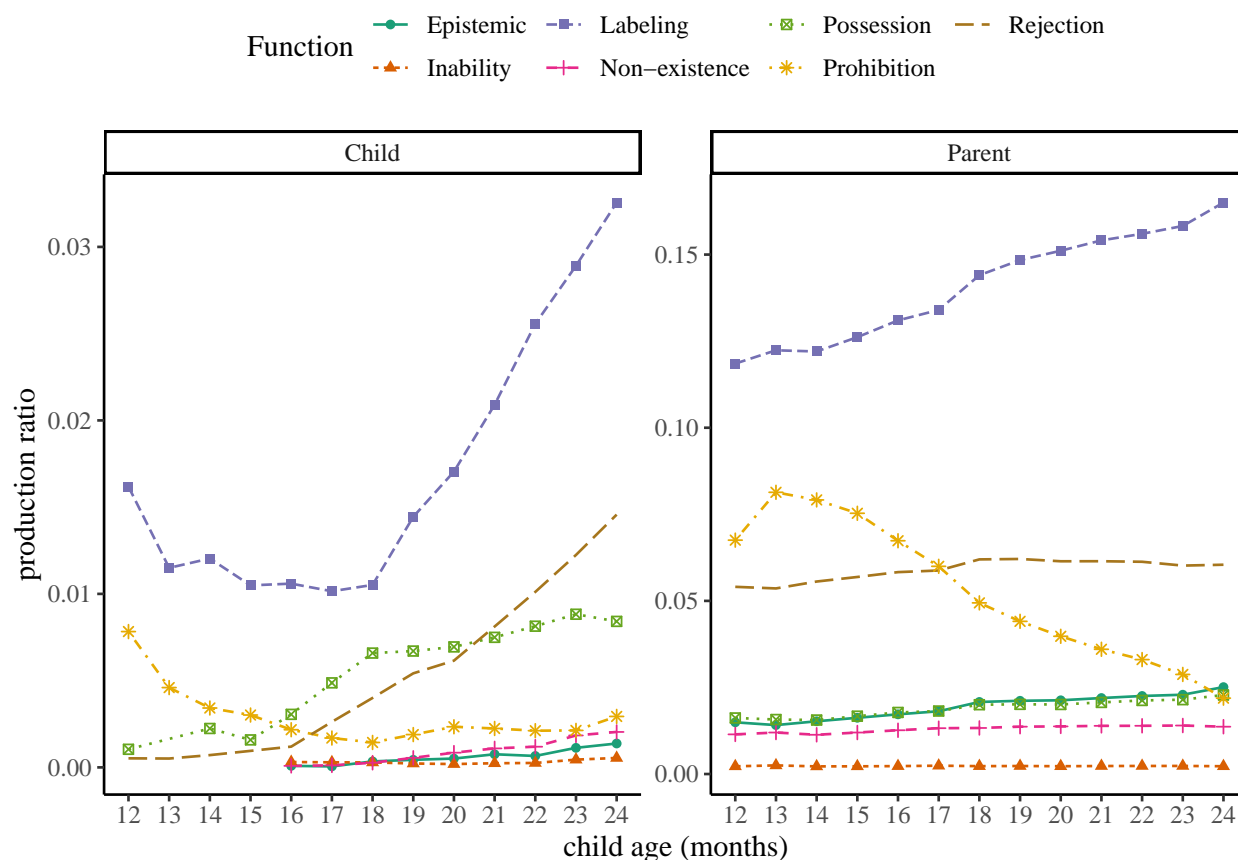 Function
Epistemic Labeling Possession Rejection
Inability Non−existence Prohibition
Child Parent
production ratio
0.03
0.02
0.01
0.00
0.15
0.10
0.05
0.00
12 13 14 15 16 17 18 19 20 21 22 23 24
12 13 14 15 16 17 18 19 20 21 22 23 24
child age (months)